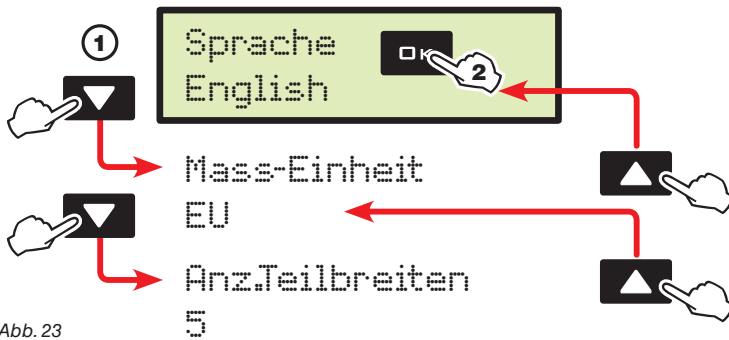 1
Sprache
OK
English
2
Mass-Einheit
EU
Anz.Teilbreiten
5
Abb. 23